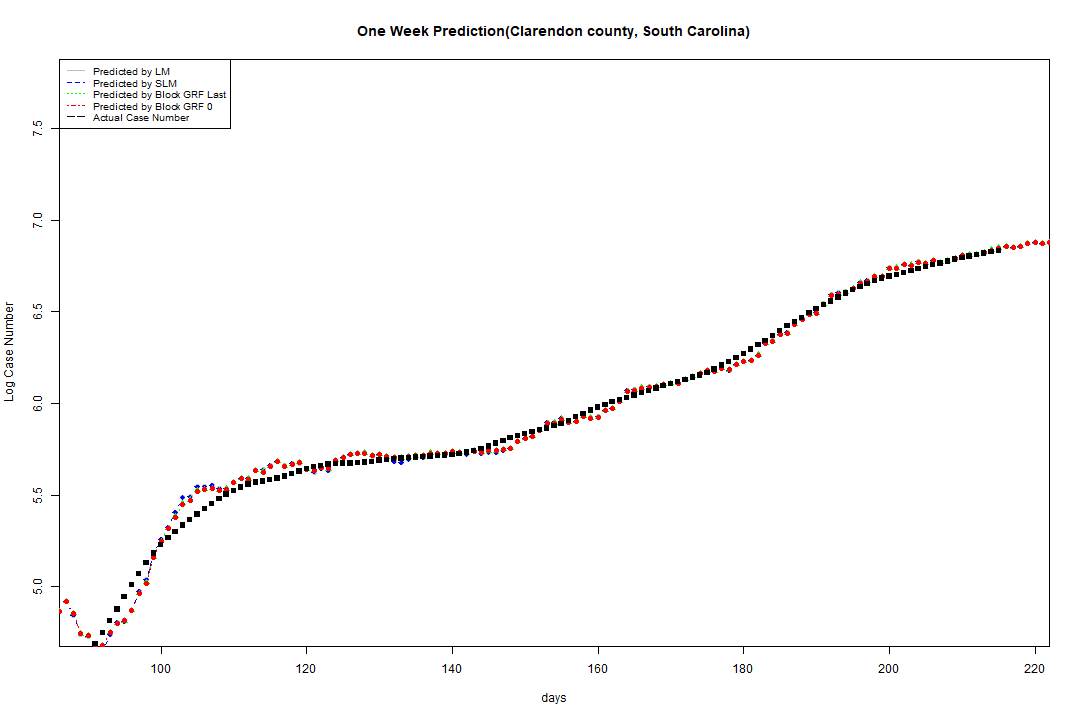 One Week Prediction(Clarendon county, South Carolina)
Predicted by LM
Predicted by SLM
Predicted by Block GRF Last
Predicted by Block GRF 0
Actual Case Number
Log Case Number
7.5
7.0
6.5
6.0
5.5
5.0
100 120 140 160 180 200 220
days